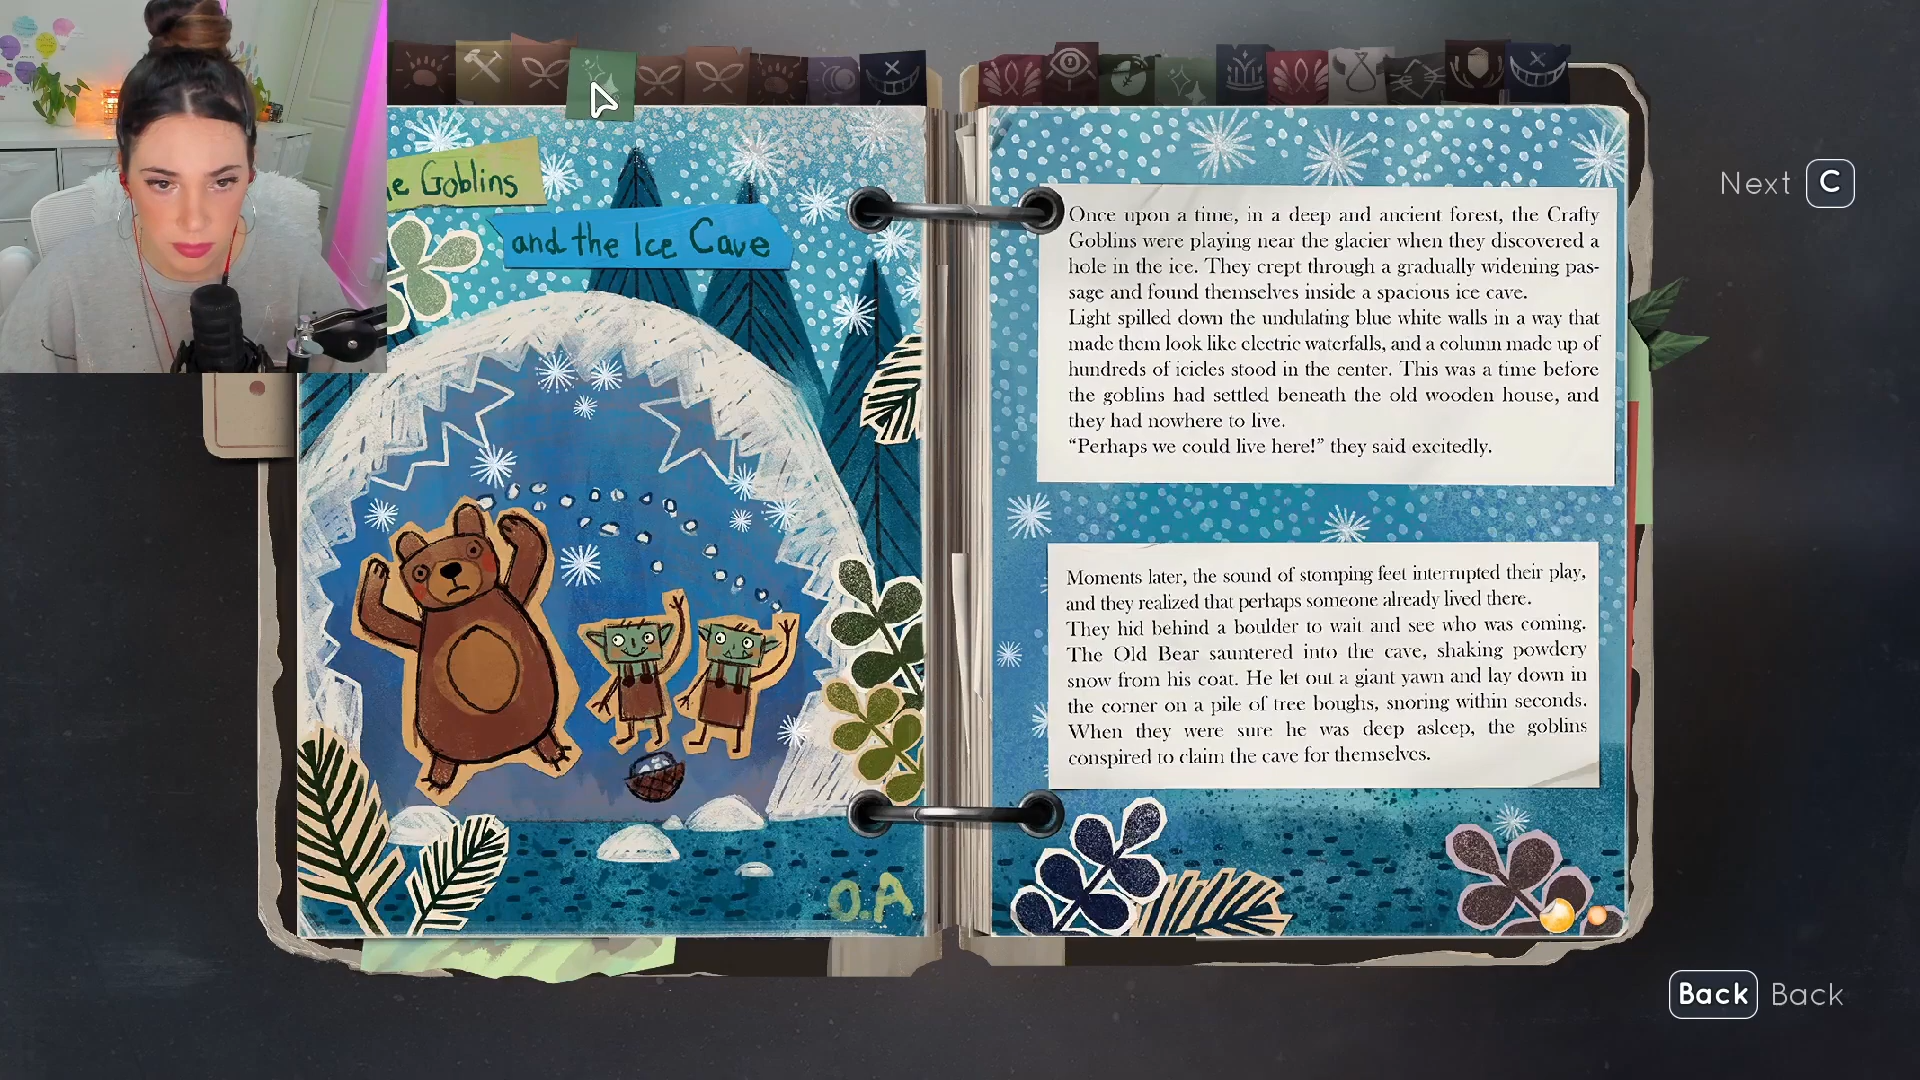 e Goblins
and the Ice Cave
O.A
Once upon a time, in a deep and ancient forest, the Crafty
Goblins were playing near the glacier when they discovered a
hole in the ice. They crept through a gradually widening pas-
sage and found themselves inside a spacious ice cave.
Light spilled down the undulating blue white walls in a way that
made them look like electric waterfalls, and a column made up of
hundreds of icicles stood in the center. This was a time before
the goblins had settled beneath the old wooden house, and
they had nowhere to live.
“Perhaps we could live here!” they said excitedly.
Moments later, the sound of stomping feet interrupted their play,
and they realized that perhaps someone already lived there.
They hid behind a boulder to wait and see who was coming.
The Old Bear sauntered into the cave, shaking powdery
snow from his coat. He let out a giant yawn and lay down in
the corner on a pile of tree boughs, snoring within seconds.
When they were sure he was deep asleep, the goblins
conspired to claim the cave for themselves.
Next C
Back Back